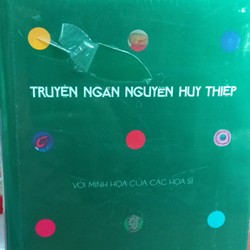 TRUYỆN NGẮN NGUYỄN HUY THIỆP
VỚI MINH HỌA CỦA CÁC HỌA SĨ